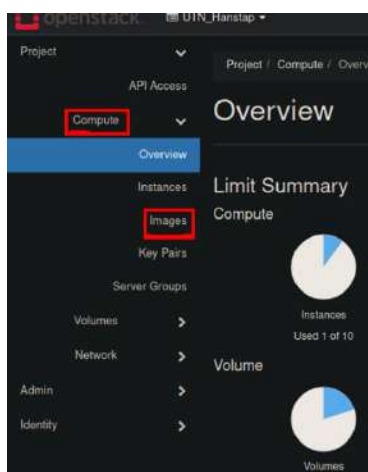 openstack. UTN_Hanstap
Project
API Access
Compute
Overview
Instances
Images
Key Pairs
Server Groups
Volumes
Network
Admin
Identity
Project / Compute / Overv
Overview
Limit Summary
Compute
Instances
Used 1 of 10
Volume
Volumes